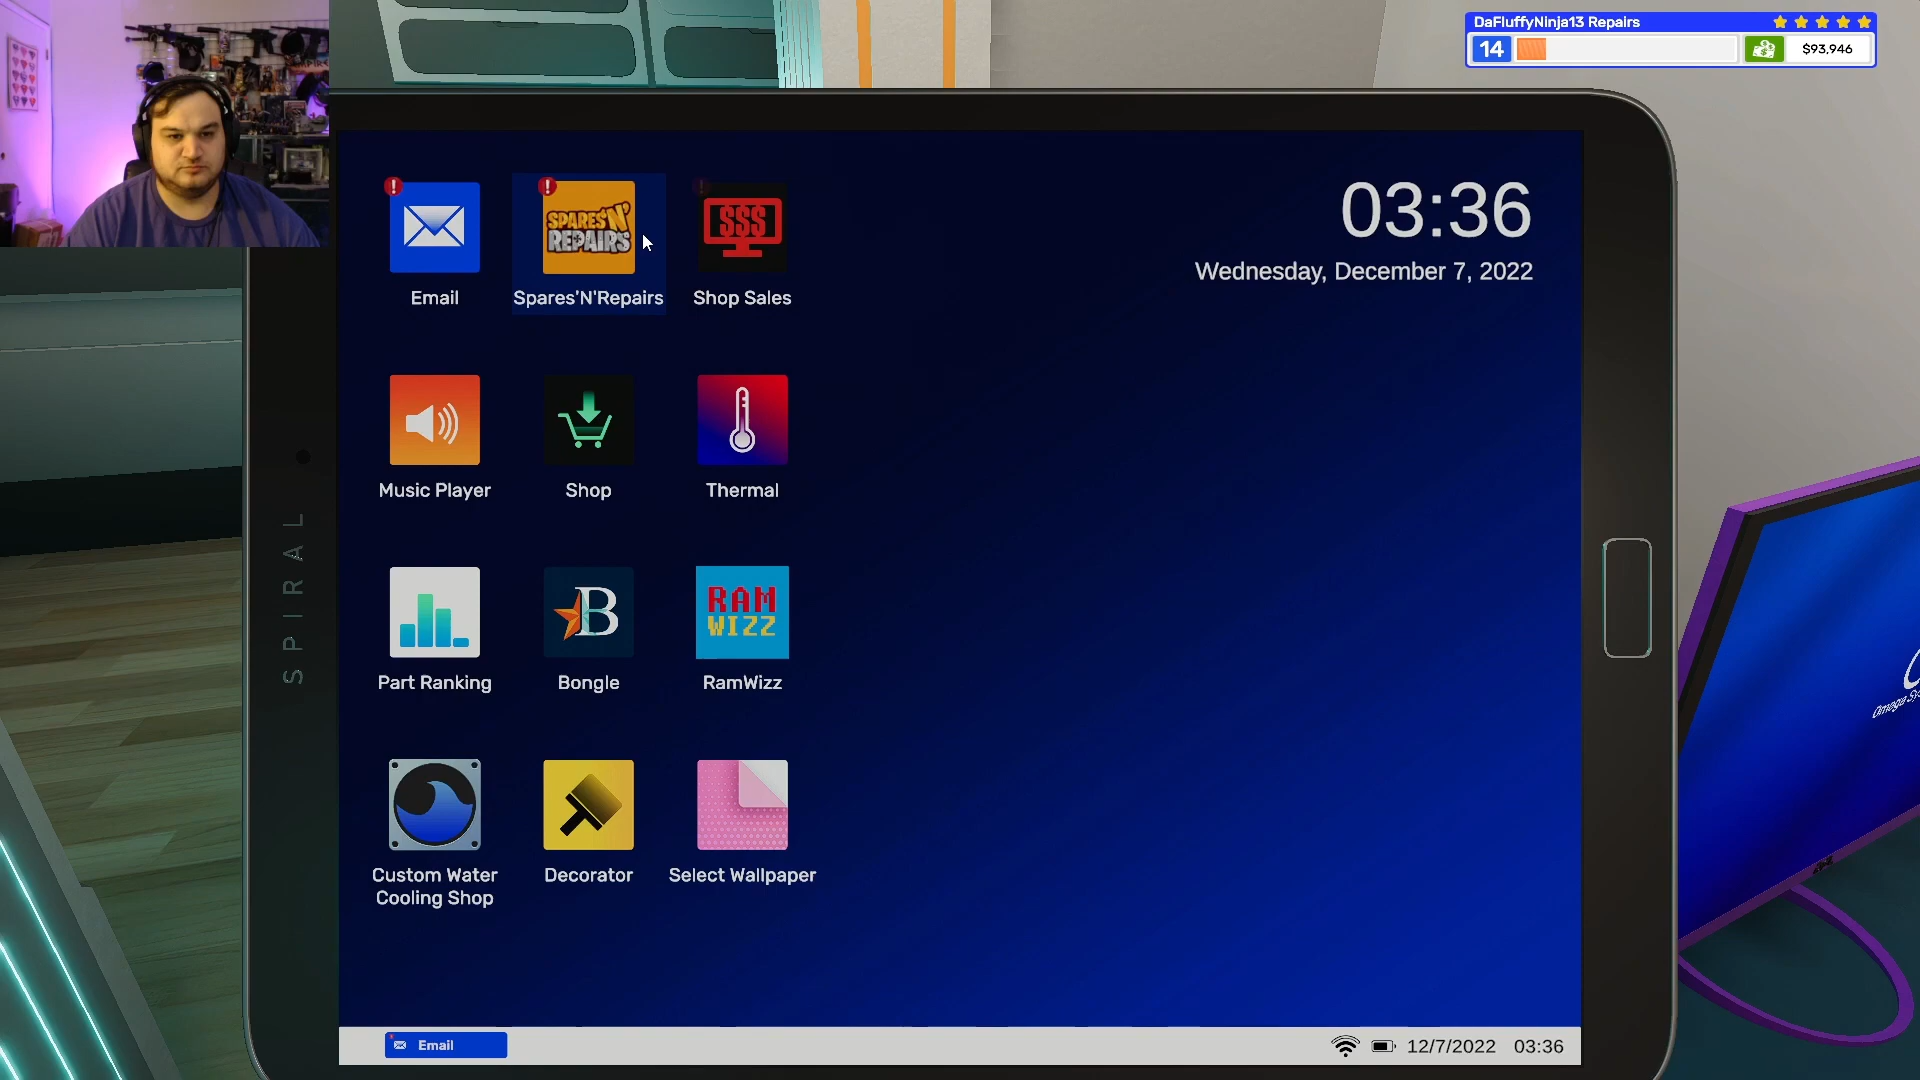 DaFluffyNinja13 Repairs
14
$93,946
03:36
Wednesday, December 7, 2022
SPARES'N'
REPAIRS
$$$
Email
Spares'N'Repairs
Shop Sales
Music Player
Shop
Thermal
B
RAM
WIZZ
Part Ranking
Bongle
RamWizz
Custom Water
Cooling Shop
Decorator
Select Wallpaper
SPIRAL
Email
12/7/2022
03:36